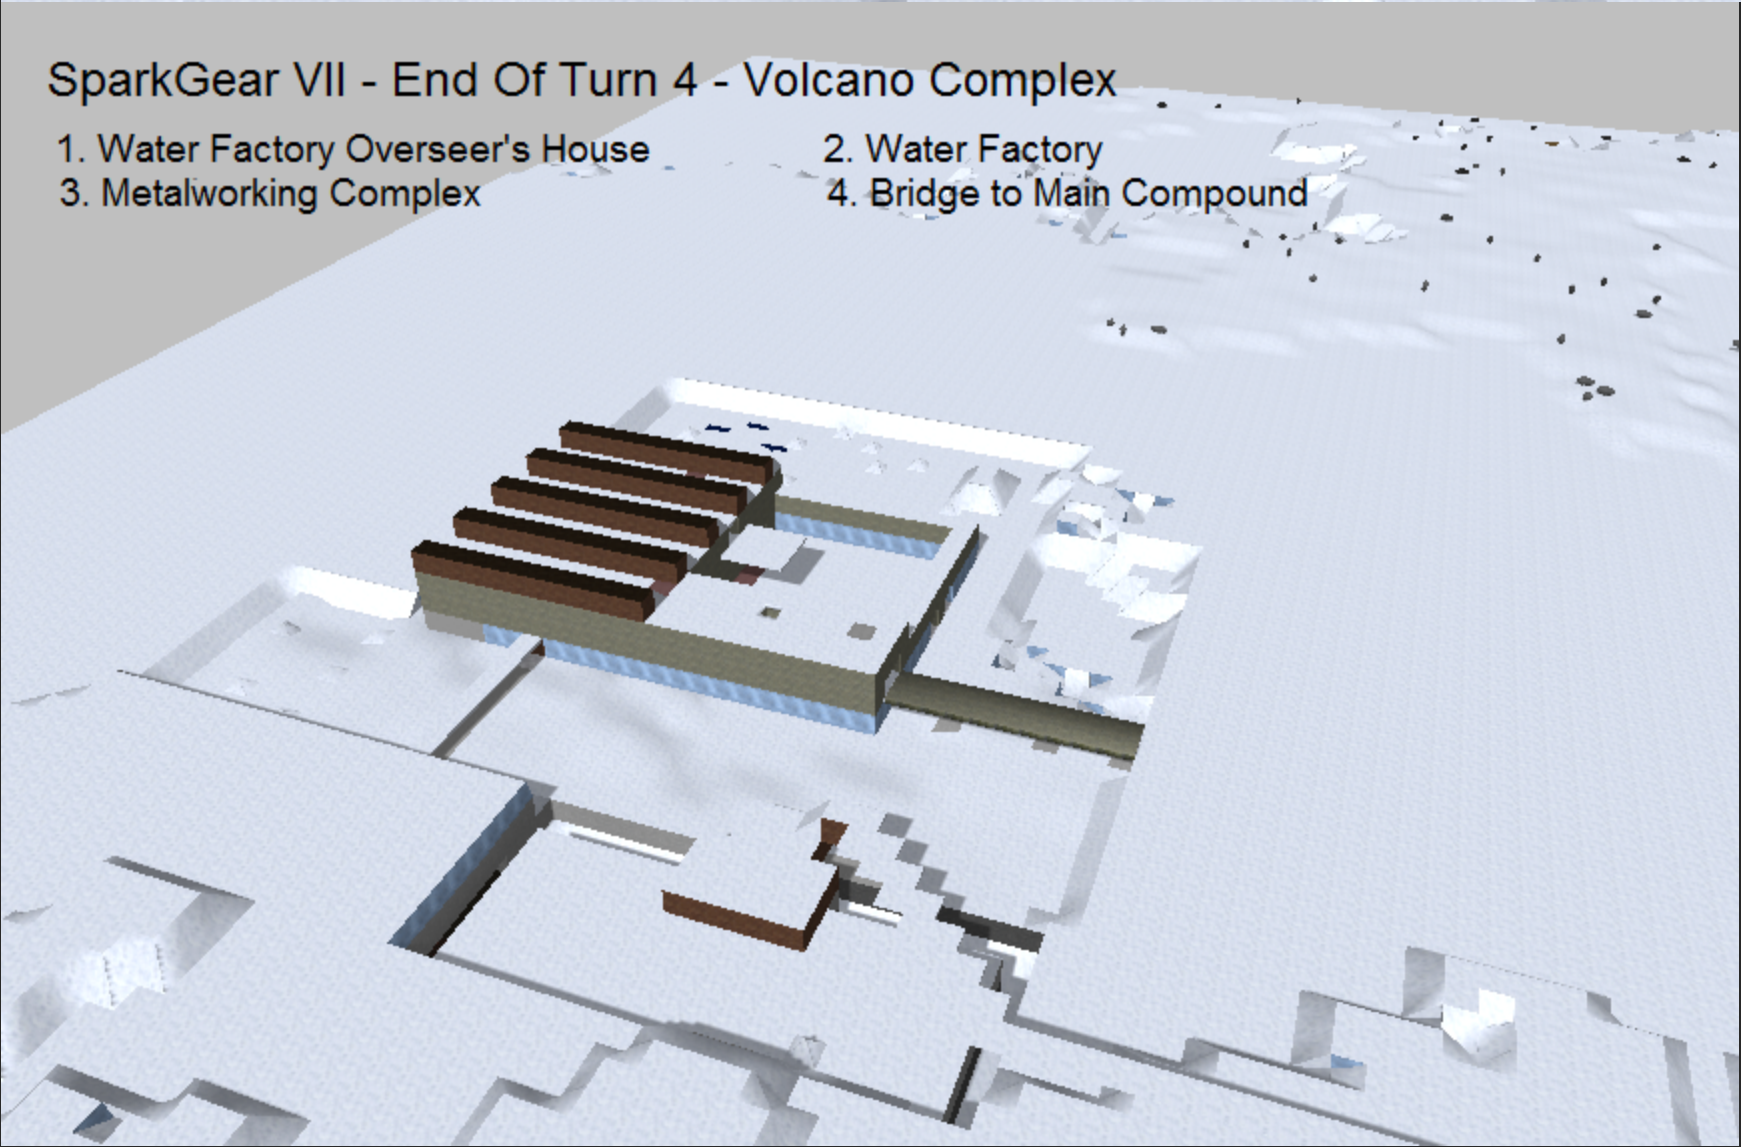 SparkGear VII - End Of Turn 4 - Volcano Complex
1. Water Factory Overseer's House 2. Water Factory
3. Metalworking Complex 4. Bridge to Main Compound